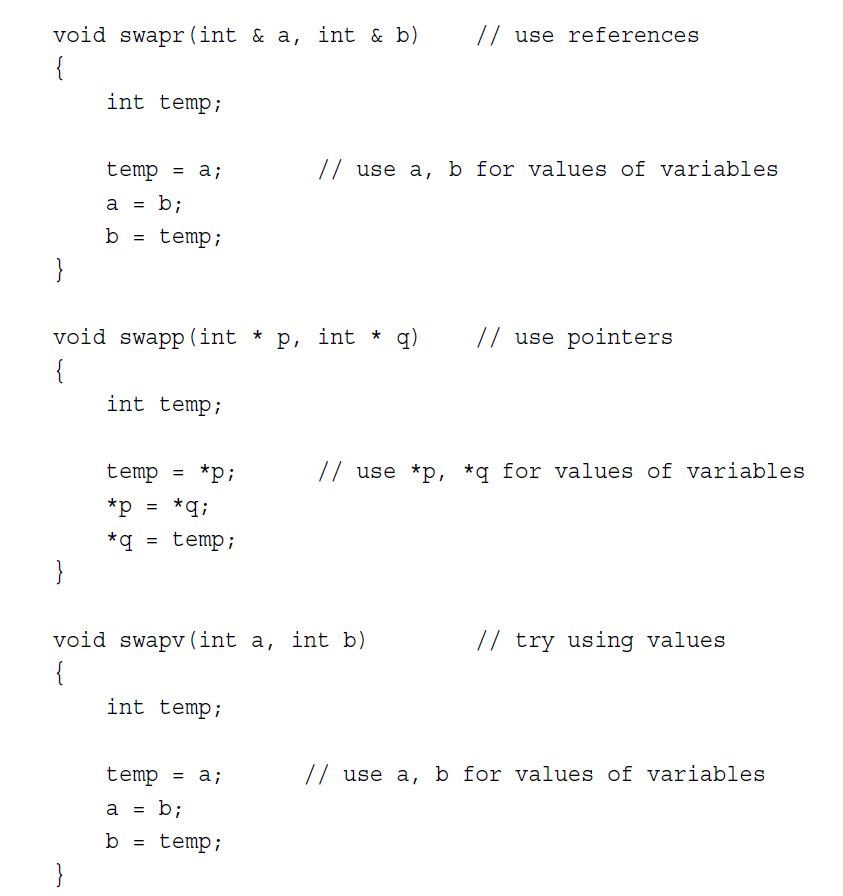 void swapr(int & a, int & b)    // use references
{
    int temp;

    temp = a;       // use a, b for values of variables
    a = b;
    b = temp;
}

void swapp(int * p, int * q)    // use pointers
{
    int temp;

    temp = *p;      // use *p, *q for values of variables
    *p = *q;
    *q = temp;
}

void swapv(int a, int b)        // try using values
{
    int temp;

    temp = a;      // use a, b for values of variables
    a = b;
    b = temp;
}